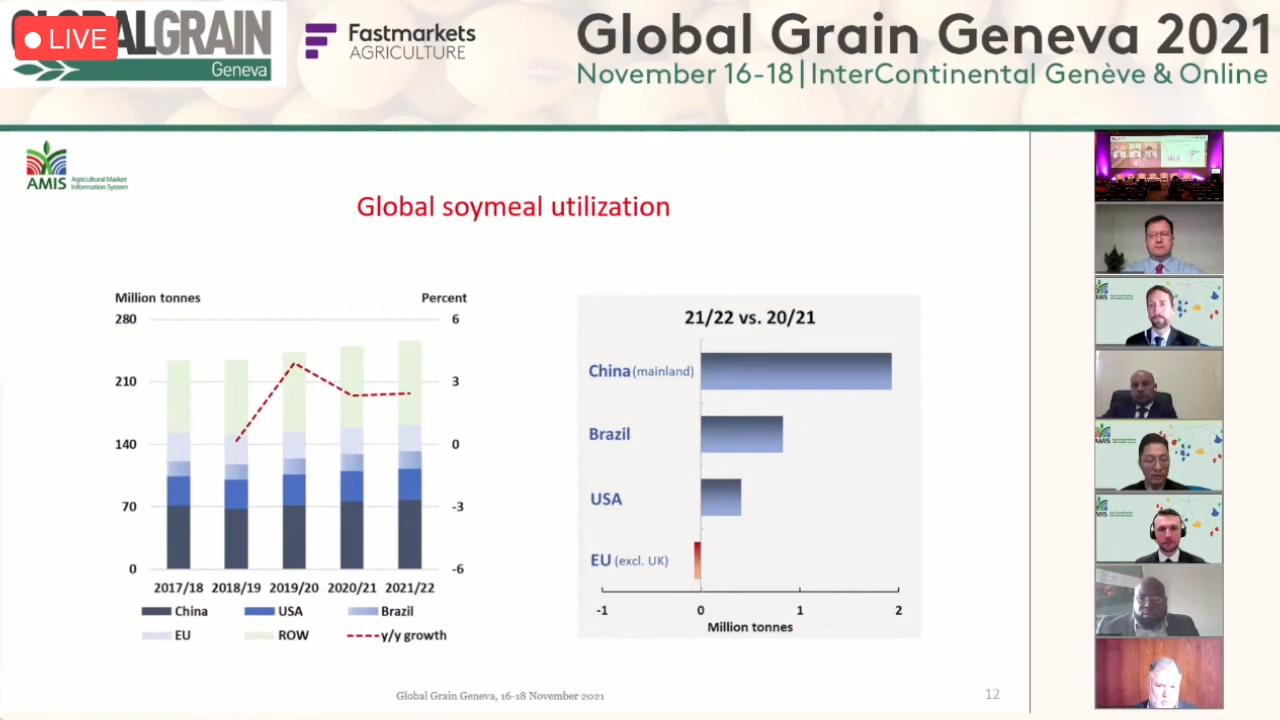 GLOBALGRAIN
LIVE
Geneva
Fastmarkets
AGRICULTURE
Global Grain Geneva 2021
November 16-18|InterContinental Genève & Online
AMIS
Agricultural Market
Information System
Global soymeal utilization
Million tonnes
Percent
280
6
210
3
140
0
70
-3
0
-6
2017/18 2018/19 2019/20 2020/21 2021/22
China
USA
Brazil
EU
ROW
y/y growth
21/22 vs. 20/21
China (mainland)
Brazil
USA
EU (excl. UK)
-1 0 1 2
Million tonnes
Global Grain Geneva, 16-18 November 2021
12
AMIS
AMIS